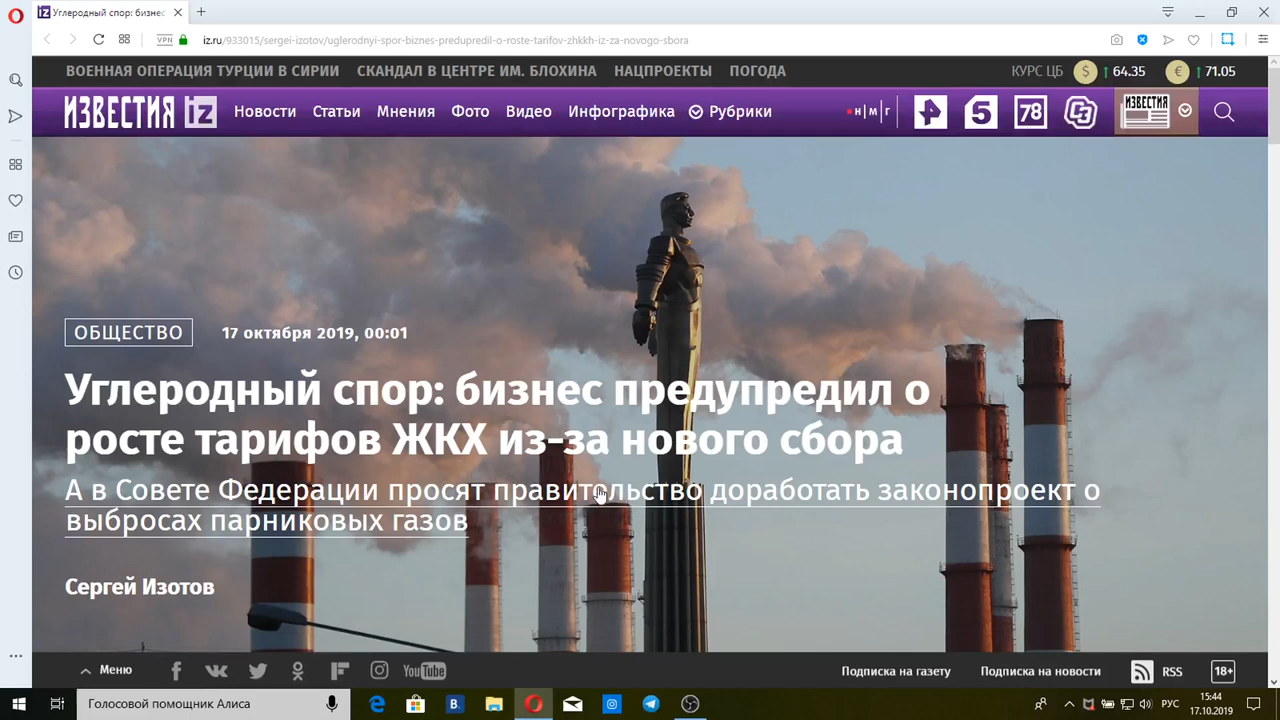 Углеродный спор: бизнес
iz.ru/933015/sergei-izotov/uglerodnyi-spor-biznes-predupredil-o-roste-tarifov-zhkkh-iz-za-novogo-sbora
VPN
ВОЕННАЯ ОПЕРАЦИЯ ТУРЦИИ В СИРИИ СКАНДАЛ В ЦЕНТРЕ ИМ. БЛОХИНА НАЦПРОЕКТЫ ПОГОДА КУРС ЦБ $ ↑ 64.35 € ↑ 71.05
ИЗВЕСТИЯ iz Новости Статьи Мнения Фото Видео Инфографика Рубрики н|м|г 5 78 ИЗВЕСТИЯ
ОБЩЕСТВО 17 октября 2019, 00:01
Углеродный спор: бизнес предупредил о
росте тарифов ЖКХ из-за нового сбора
А в Совете Федерации просят правительство доработать законопроект о
выбросах парниковых газов
Сергей Изотов
Меню You Tube Подписка на газету Подписка на новости RSS 18+
Голосовой помощник Алиса
B.
РУС
15:44
17.10.2019